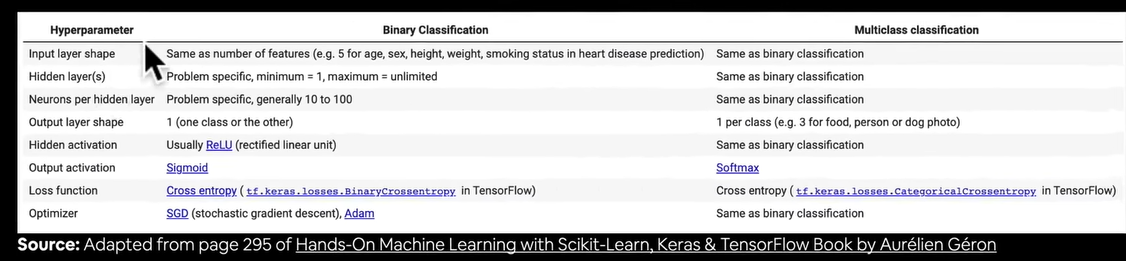 Hyperparameter Binary Classification Multiclass classification
Input layer shape Same as number of features (e.g. 5 for age, sex, height, weight, smoking status in heart disease prediction) Same as binary classification
Hidden layer(s) Problem specific, minimum = 1, maximum = unlimited Same as binary classification
Neurons per hidden layer Problem specific, generally 10 to 100 Same as binary classification
Output layer shape 1 (one class or the other) 1 per class (e.g. 3 for food, person or dog photo)
Hidden activation Usually ReLU (rectified linear unit) Same as binary classification
Output activation Sigmoid Softmax
Loss function Cross entropy ( tf.keras.losses.BinaryCrossentropy in TensorFlow) Cross entropy ( tf.keras.losses.CategoricalCrossentropy in TensorFlow)
Optimizer SGD (stochastic gradient descent), Adam Same as binary classification
Source: Adapted from page 295 of Hands-On Machine Learning with Scikit-Learn, Keras & TensorFlow Book by Aurélien Géron